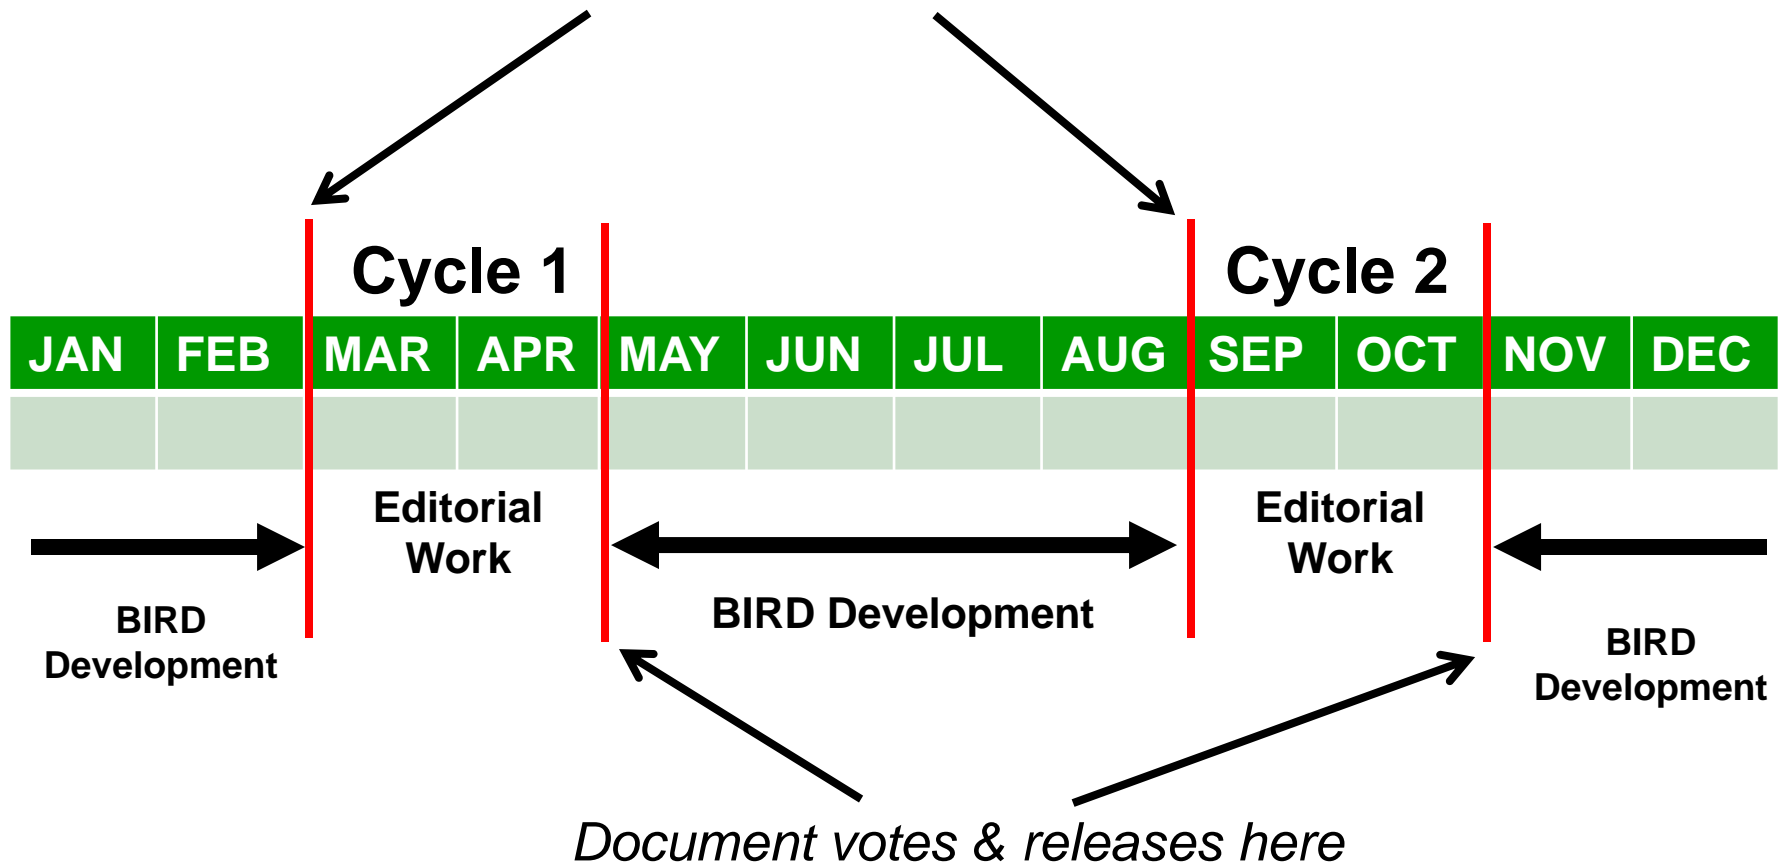 Cycle 1
Cycle 2
JAN FEB MAR APR MAY JUN JUL AUG SEP OCT NOV DEC
Editorial
Work
Editorial
Work
BIRD
Development
BIRD Development
BIRD
Development
Document votes & releases here